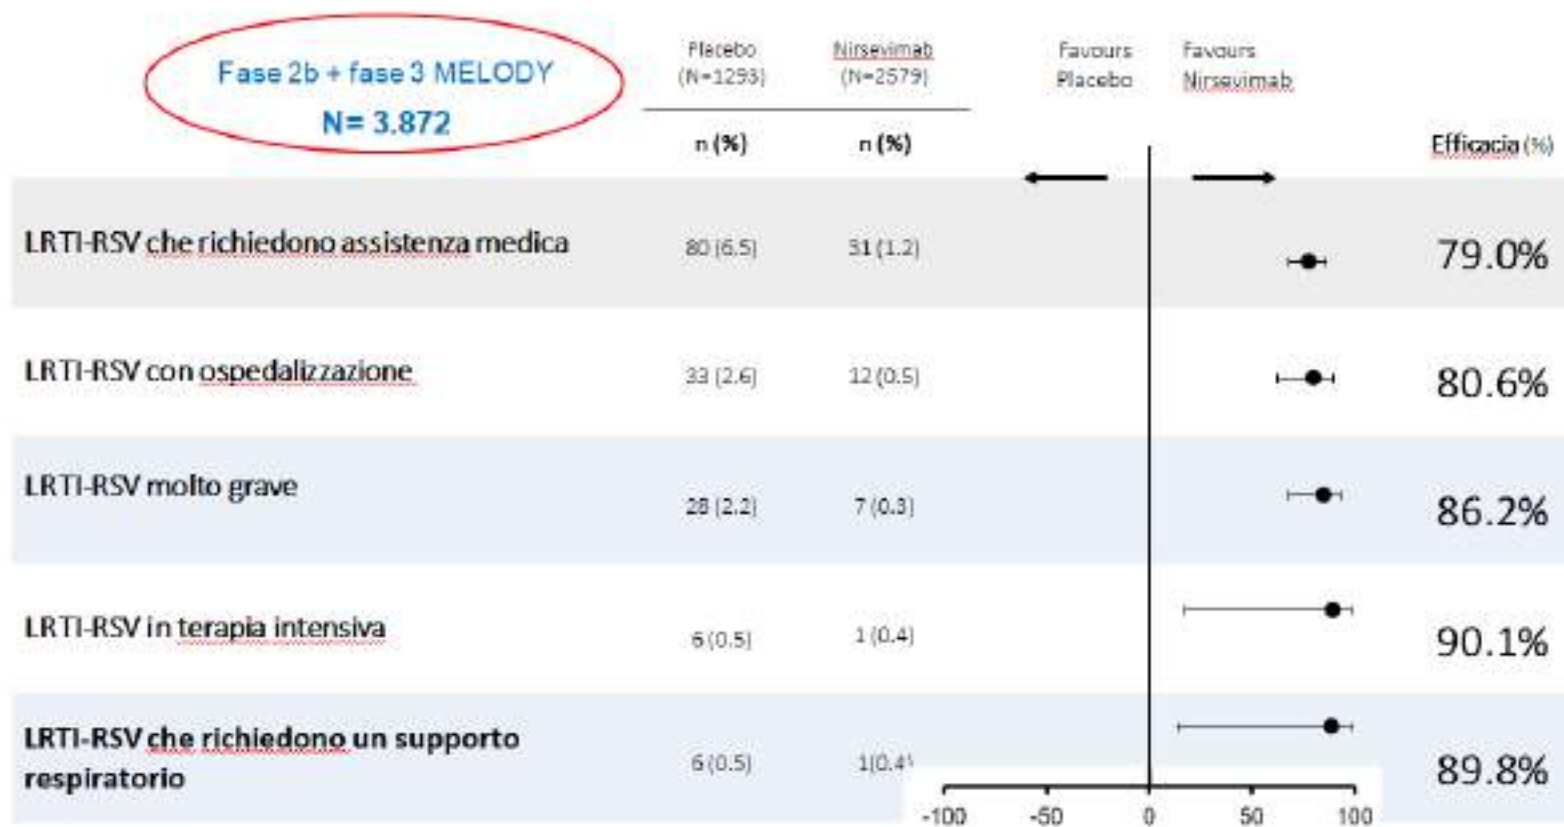 Fase 2b + fase 3 MELODY
N= 3.872
Placebo
(N=1293)
Nirsevimab
(N=2579)
Favours
Placebo
Favours
Nirsevimab
n (%)
n (%)
Efficacia (%)
LRTI-RSV che richiedono assistenza medica
80 (6.5)
31 (1.2)
79.0%
LRTI-RSV con ospedalizzazione
33 (2.6)
12 (0.5)
80.6%
LRTI-RSV molto grave
28 (2.2)
7 (0.3)
86.2%
LRTI-RSV in terapia intensiva
6 (0.5)
1 (0.4)
90.1%
LRTI-RSV che richiedono un supporto
respiratorio
6 (0.5)
1(0.4
89.8%
-100 -50 0 50 100